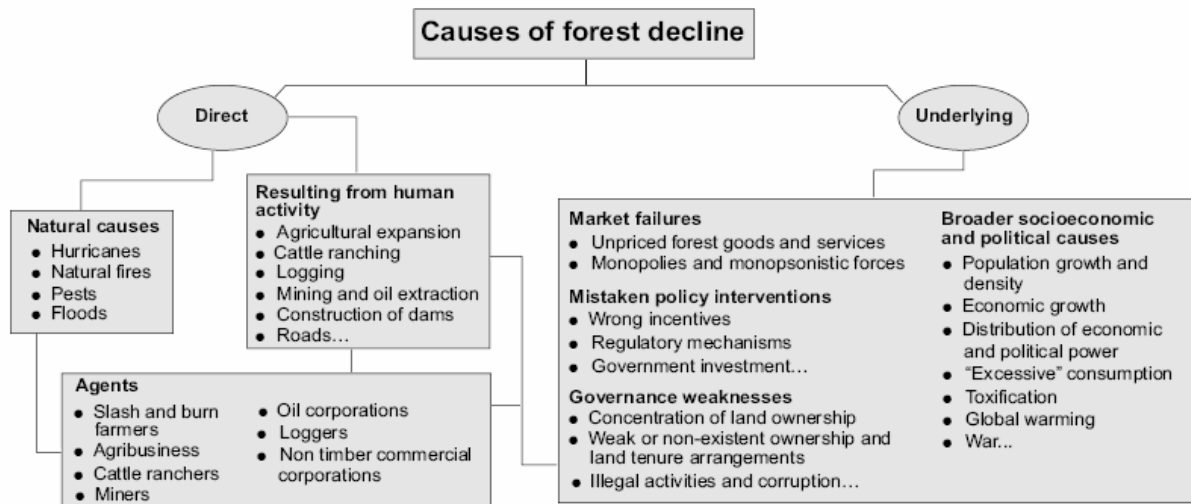 Causes of forest decline
Direct
Underlying
Natural causes
● Hurricanes
● Natural fires
● Pests
● Floods
Resulting from human
activity
● Agricultural expansion
● Cattle ranching
● Logging
● Mining and oil extraction
● Construction of dams
● Roads…
Agents
● Slash and burn
farmers
● Agribusiness
● Cattle ranchers
● Miners
● Oil corporations
● Loggers
● Non timber commercial
corporations
Market failures
● Unpriced forest goods and services
● Monopolies and monopsonistic forces
Mistaken policy interventions
● Wrong incentives
● Regulatory mechanisms
● Government investment…
Governance weaknesses
● Concentration of land ownership
● Weak or non-existent ownership and
land tenure arrangements
● Illegal activities and corruption…
Broader socioeconomic
and political causes
● Population growth and
density
● Economic growth
● Distribution of economic
and political power
● “Excessive” consumption
● Toxification
● Global warming
● War...